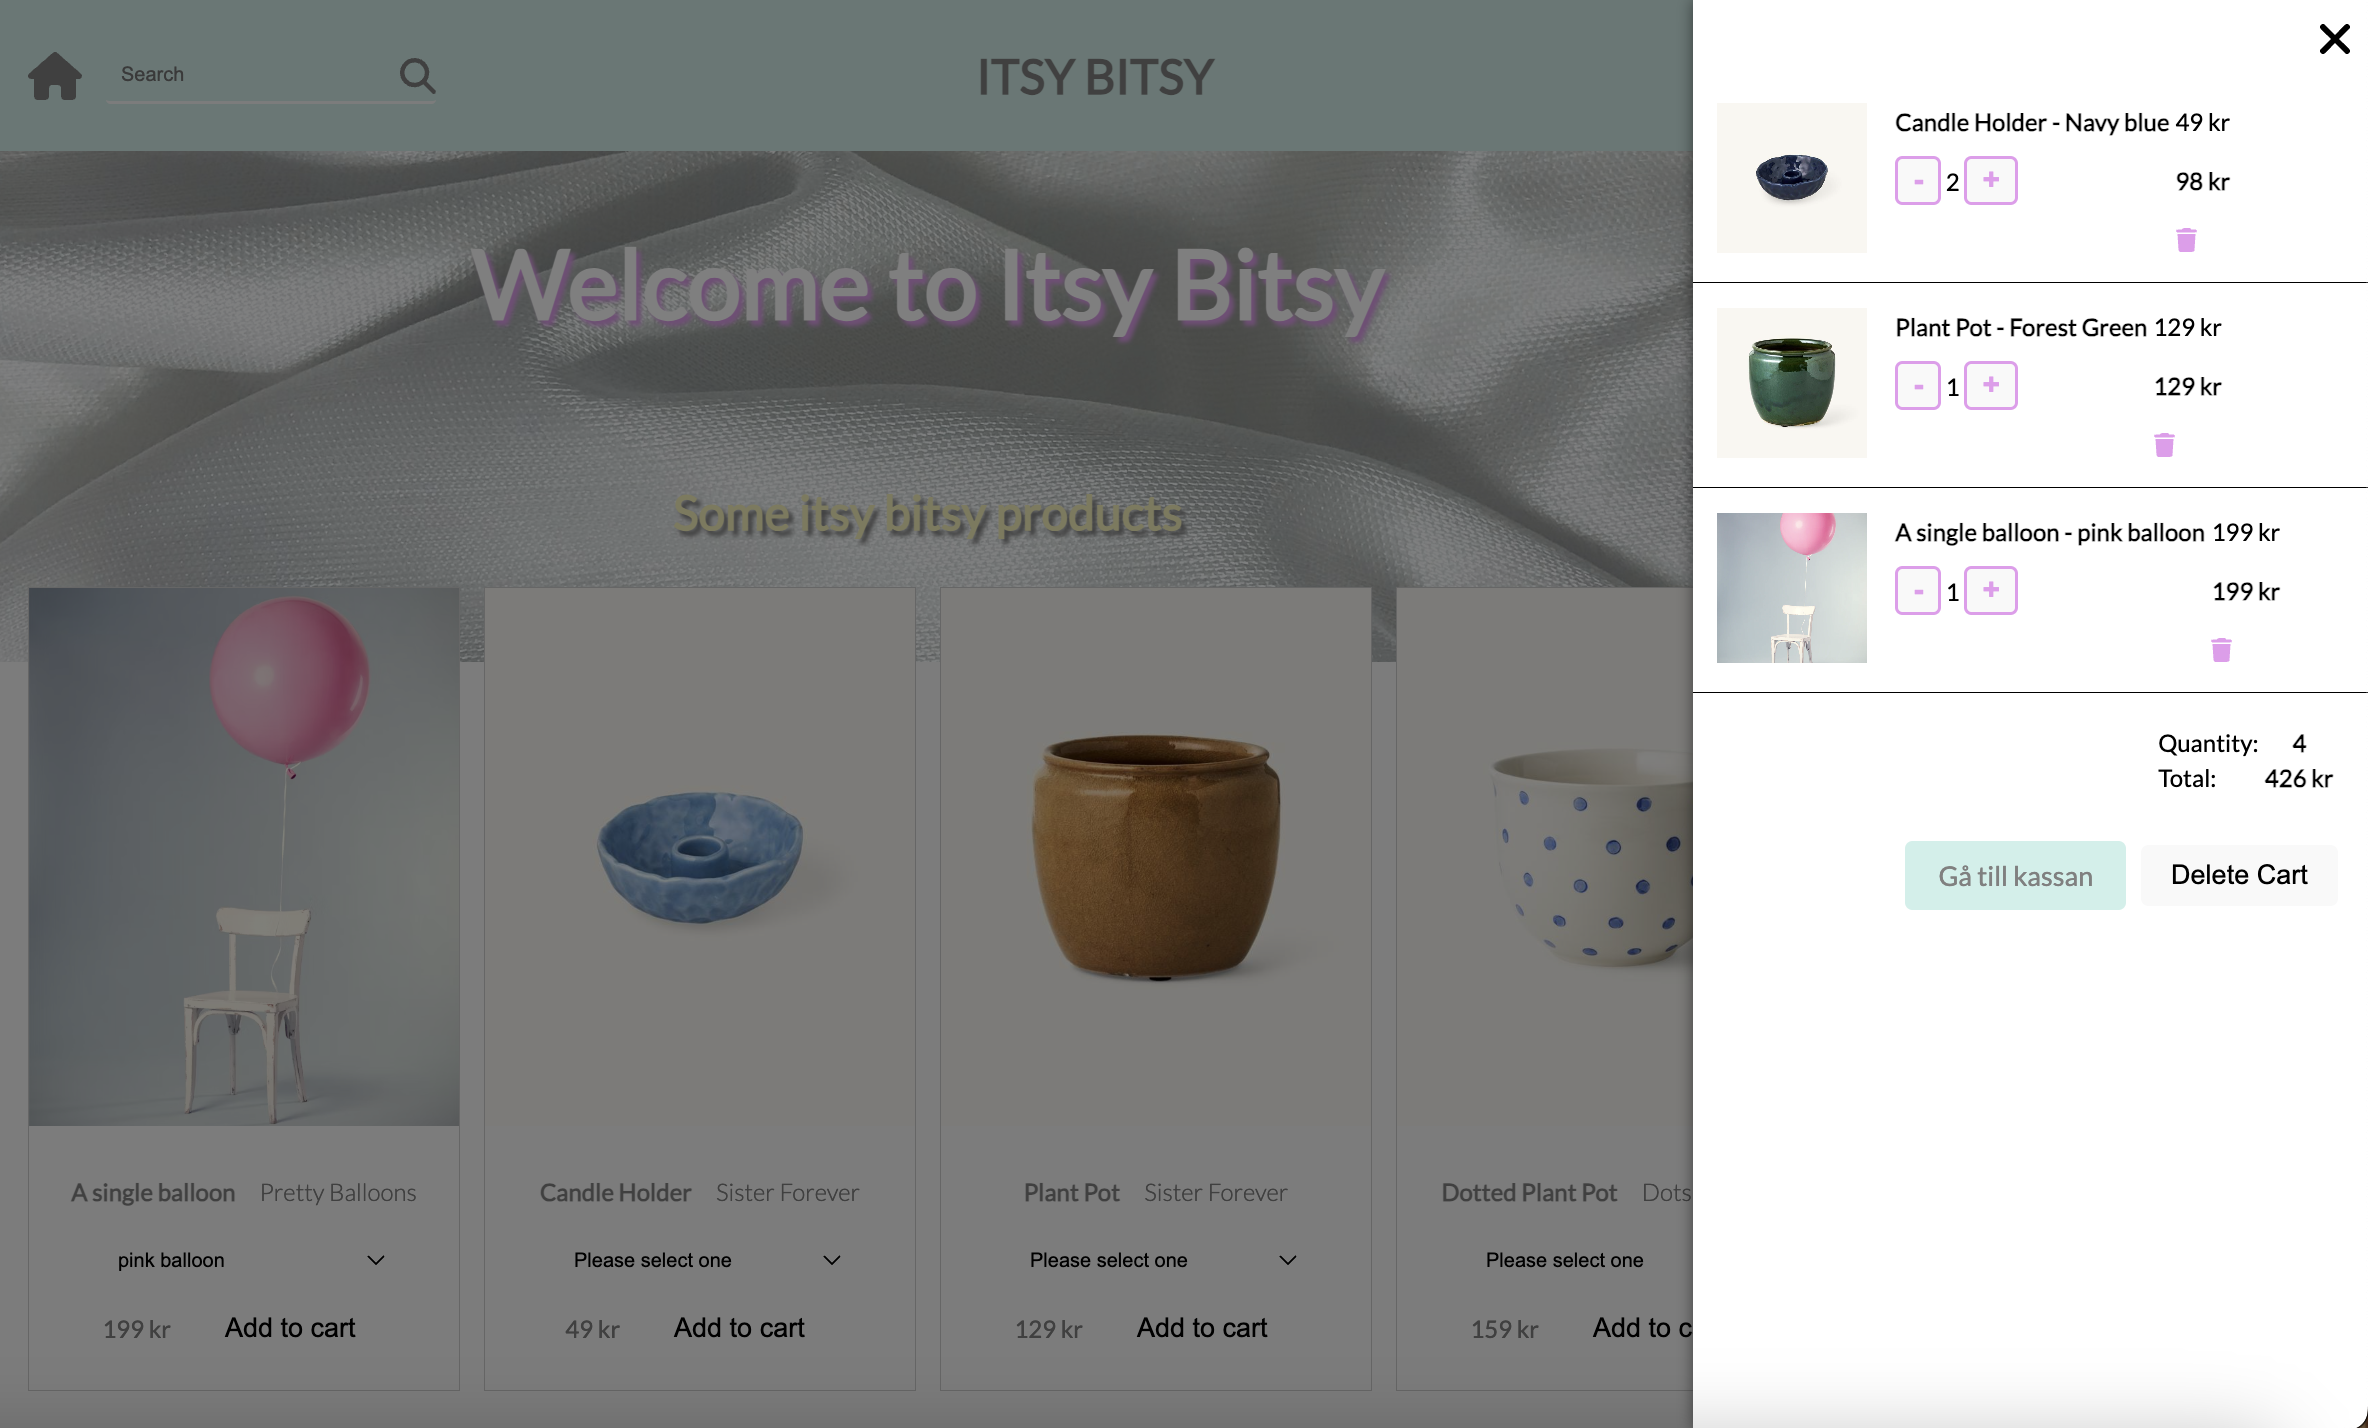 Search
ITSY BITSY
Welcome to Itsy Bitsy
Some itsy bitsy products
A single balloon Pretty Balloons
pink balloon
199 kr Add to cart
Candle Holder Sister Forever
Please select one
49 kr Add to cart
Plant Pot Sister Forever
Please select one
129 kr Add to cart
Dotted Plant Pot Dots
Please select one
159 kr Add to c
Candle Holder - Navy blue 49 kr
- 2 + 98 kr
Plant Pot - Forest Green 129 kr
- 1 + 129 kr
A single balloon - pink balloon 199 kr
- 1 + 199 kr
Quantity: 4
Total: 426 kr
Gå till kassan Delete Cart